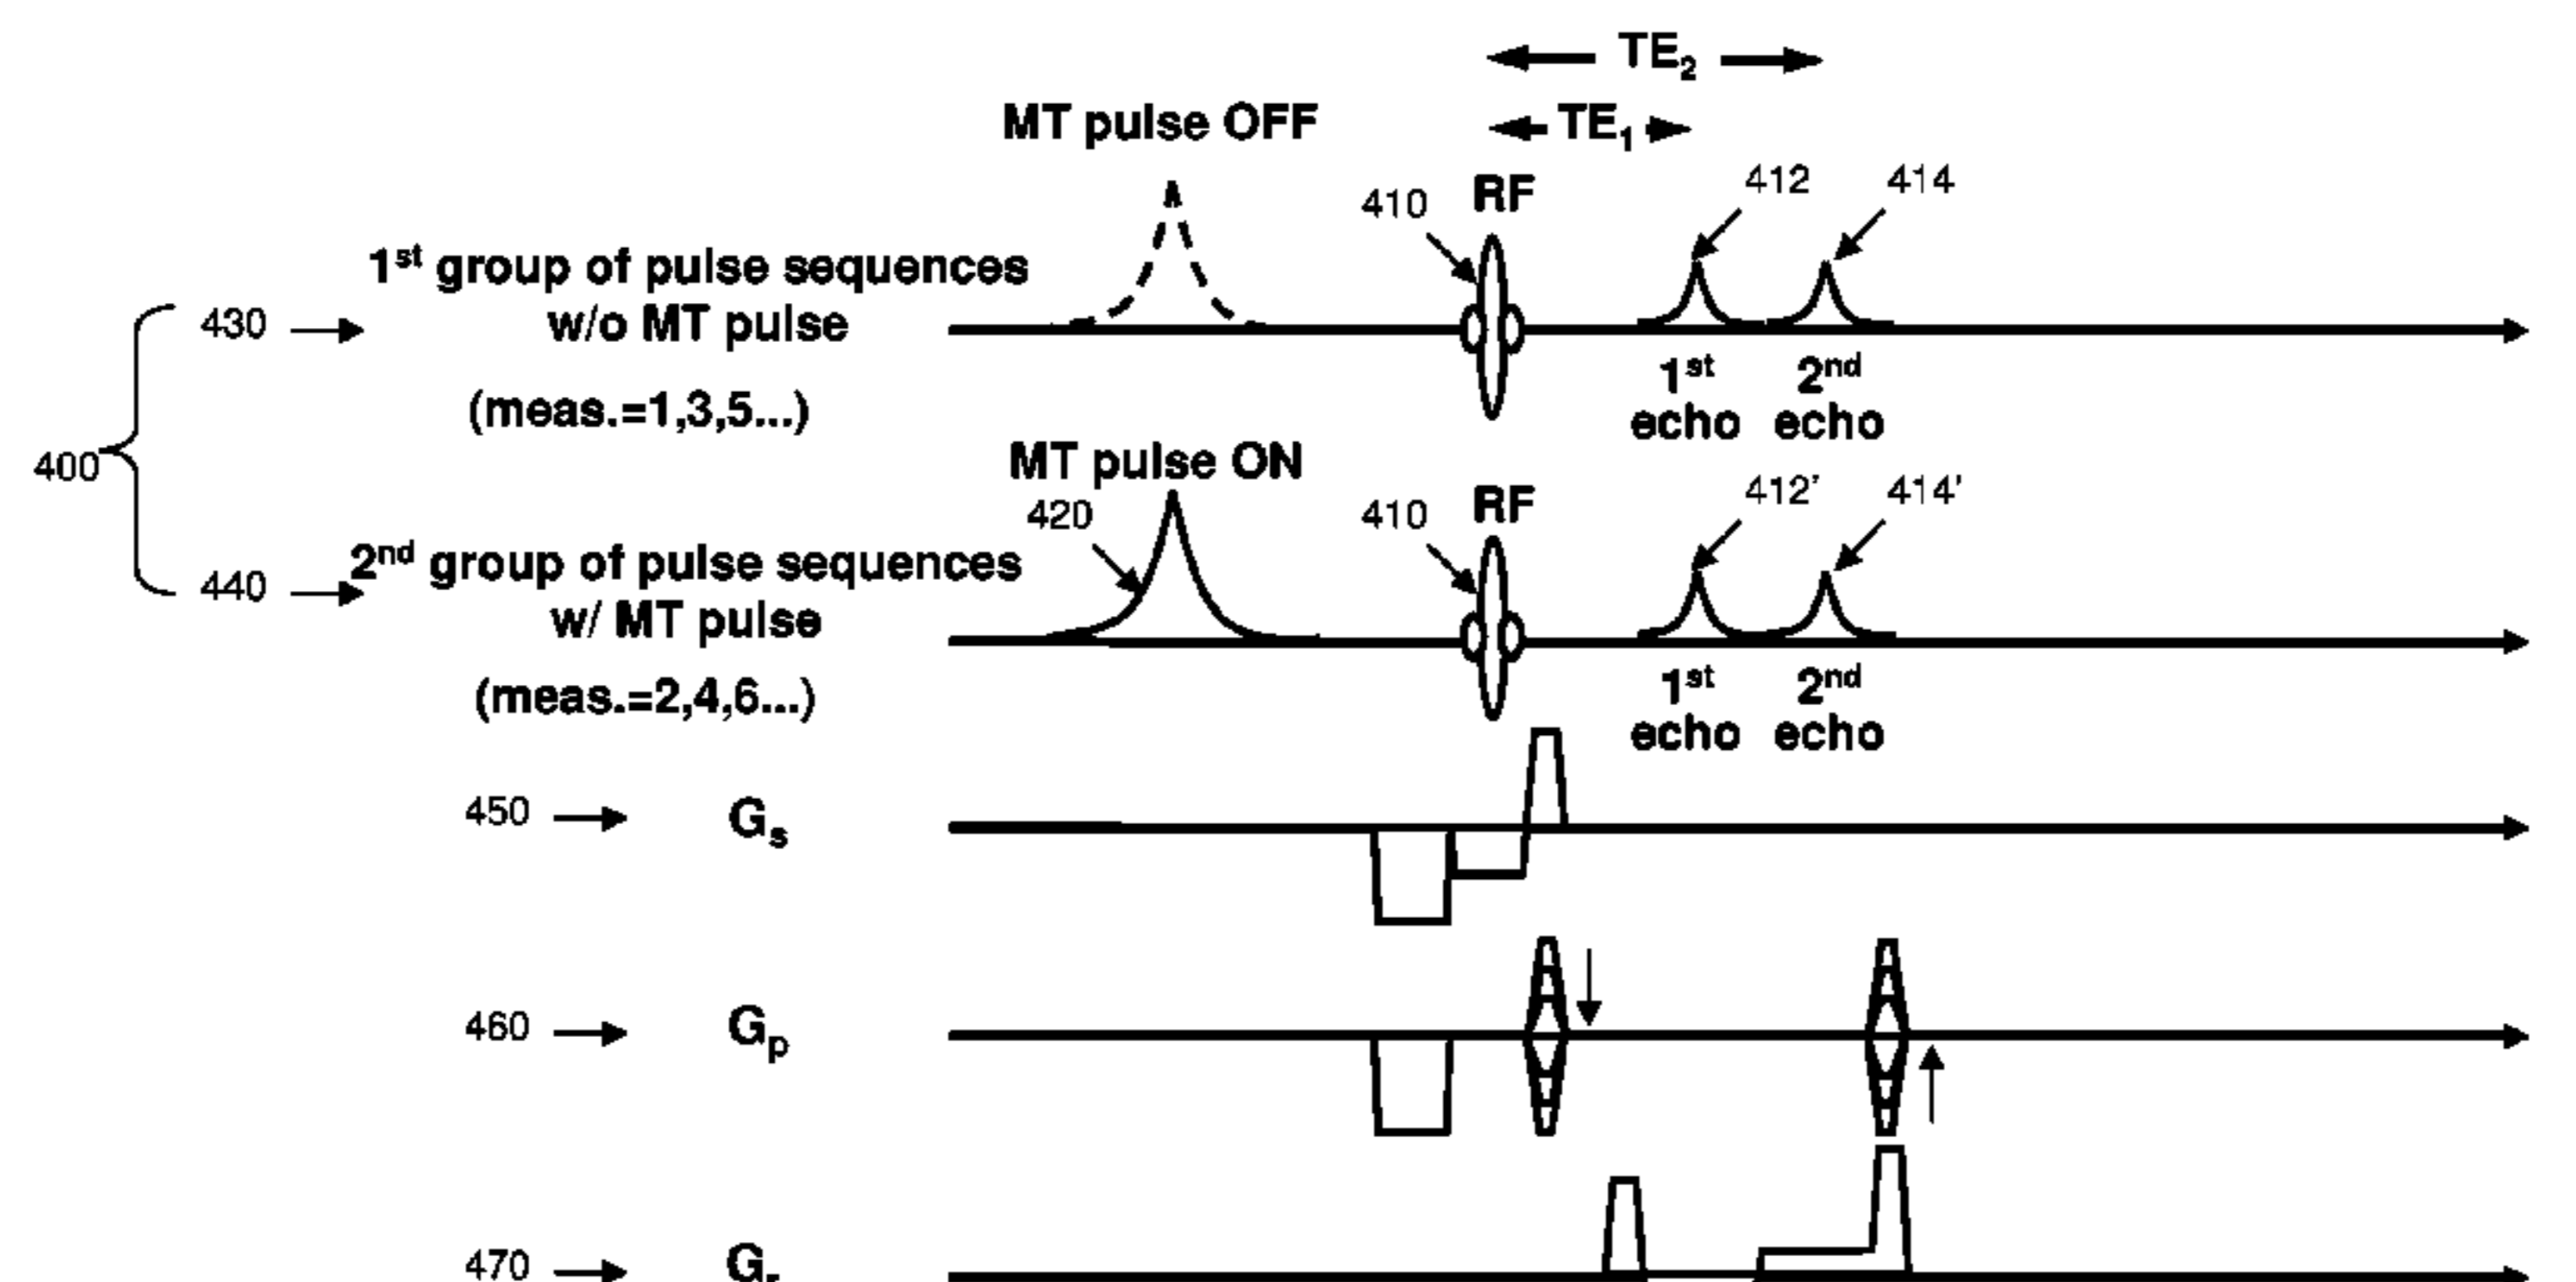 TE₂
MT pulse OFF
TE₁
410 RF 412 414
1st group of pulse sequences
430 w/o MT pulse
(meas.=1,3,5...)
1st 2nd
echo echo
400
MT pulse ON
420 410 RF 412' 414'
2nd group of pulse sequences
440
w/ MT pulse
(meas.=2,4,6...)
1st 2nd
echo echo
450 Gs
460 Gp
470